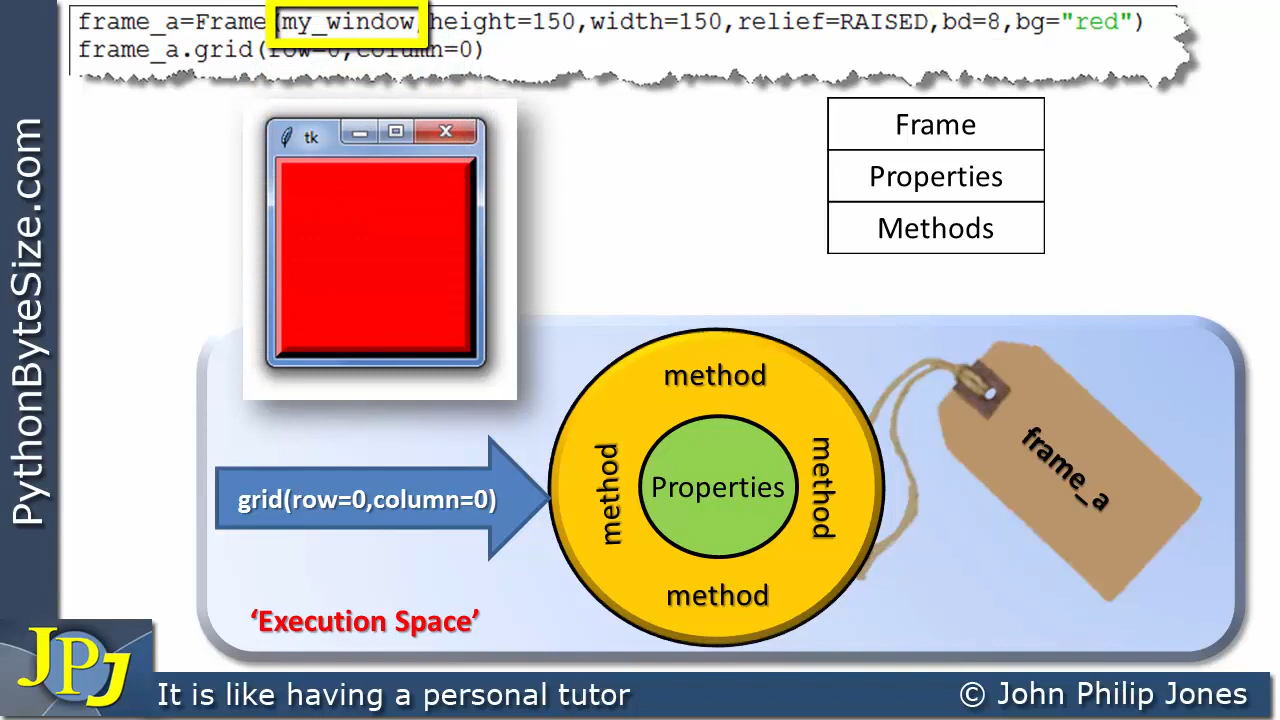 frame_a=Frame(my_window,height=150,width=150,relief=RAISED,bd=8,bg="red")
frame_a.grid(row=0,column=0)
PythonByteSize.com
tk
Frame
Properties
Methods
method
method
Properties
method
method
frame_a
grid(row=0,column=0)
‘Execution Space’
JPJ
It is like having a personal tutor
© John Philip Jones